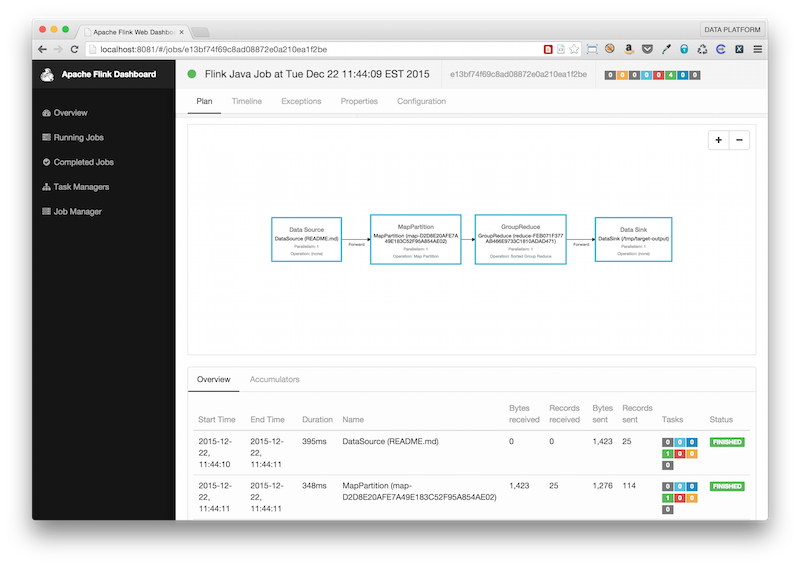 Apache Flink Web Dashbo
DATA PLATFORM
localhost:8081/#/jobs/e13bf74f69c8ad08872e0a210ea1f2be
Apache Flink Dashboard
Flink Java Job at Tue Dec 22 11:44:09 EST 2015
e13bf74f69c8ad08872e0a210ea1f2be
0 0 0 0 0 4 0 0
Overview
Running Jobs
Completed Jobs
Task Managers
Job Manager
Plan Timeline Exceptions Properties Configuration
+ −
Data Source
DataSource (README.md)
Parallelism: 1
Operation: (none)
Forward
MapPartition
MapPartition (map-D2D8E20AFE7A
49E183C52F95A854AE02)
Parallelism: 1
Operation: Map Partition
GroupReduce
GroupReduce (reduce-FEB071F377
AB486E9733C1810ADAD471)
Parallelism: 1
Operation: Sorted Group Reduce
Forward
Data Sink
DataSink (/tmp/target-output)
Parallelism: 1
Operation: (none)
Overview Accumulators
Start Time End Time Duration Name Bytes received Records received Bytes sent Records sent Tasks Status
2015-12- 2015-12- 395ms DataSource (README.md) 0 0 1,423 25 0 0 0 FINISHED
22, 22, 1 0 0
11:44:10 11:44:11 0
2015-12- 2015-12- 348ms MapPartition (map- 1,423 25 1,276 114 0 0 0 FINISHED
22, 22, D2D8E20AFE7A49E183C52F95A854AE02) 1 0 0
11:44:11 11:44:11 0